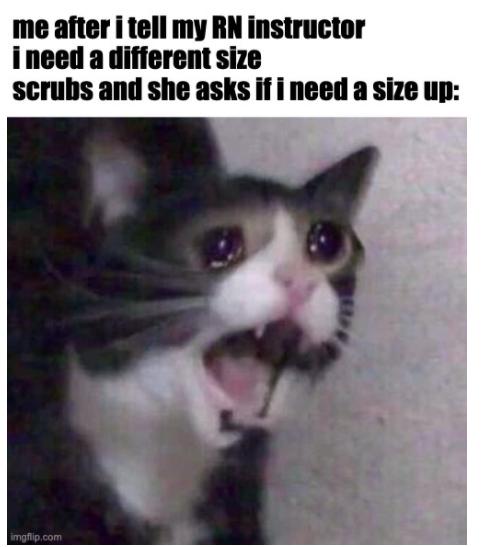 me after i tell my RN instructor
i need a different size
scrubs and she asks if i need a size up:
imgflip.com